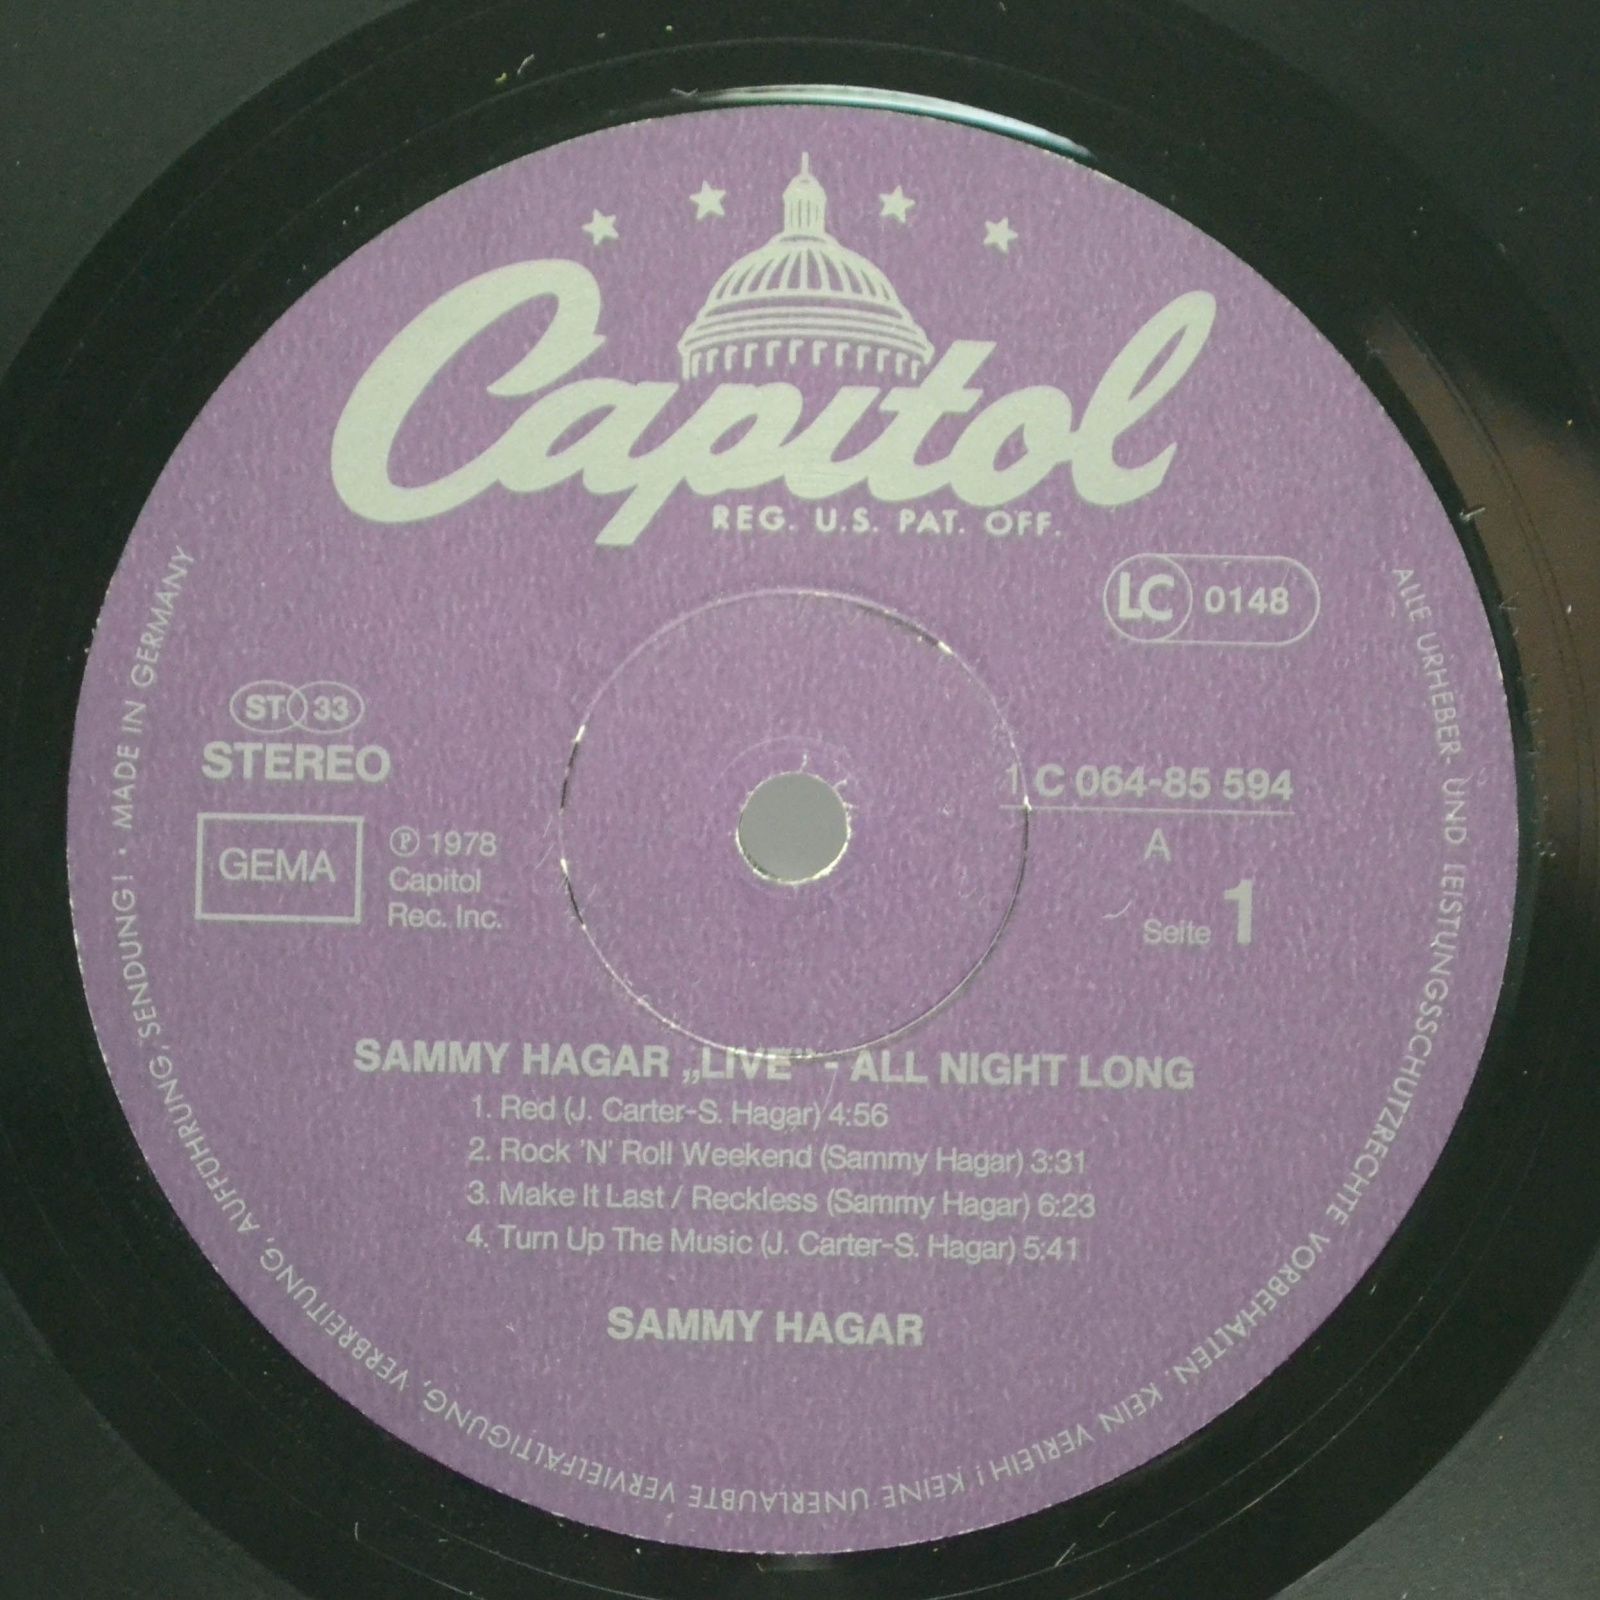 Capitol
REG. U.S. PAT. OFF.
LC 0148
ST 33
STEREO
GEMA
℗ 1978
Capitol
Rec. Inc.
1 C 064-85 594
A
Seite 1
SAMMY HAGAR „LIVE" - ALL NIGHT LONG
1. Red (J. Carter-S. Hagar) 4:56
2. Rock 'N' Roll Weekend (Sammy Hagar) 3:31
3. Make It Last / Reckless (Sammy Hagar) 6:23
4. Turn Up The Music (J. Carter-S. Hagar) 5:41
SAMMY HAGAR
ALLE URHEBER- UND LEISTUNGSSCHUTZRECHTE VORBEHALTEN. KEIN VERLEIH! KEINE UNERLAUBTE VERVIELFÄLTIGUNG, VERBREITUNG, AUFFÜHRUNG, SENDUNG! · MADE IN GERMANY